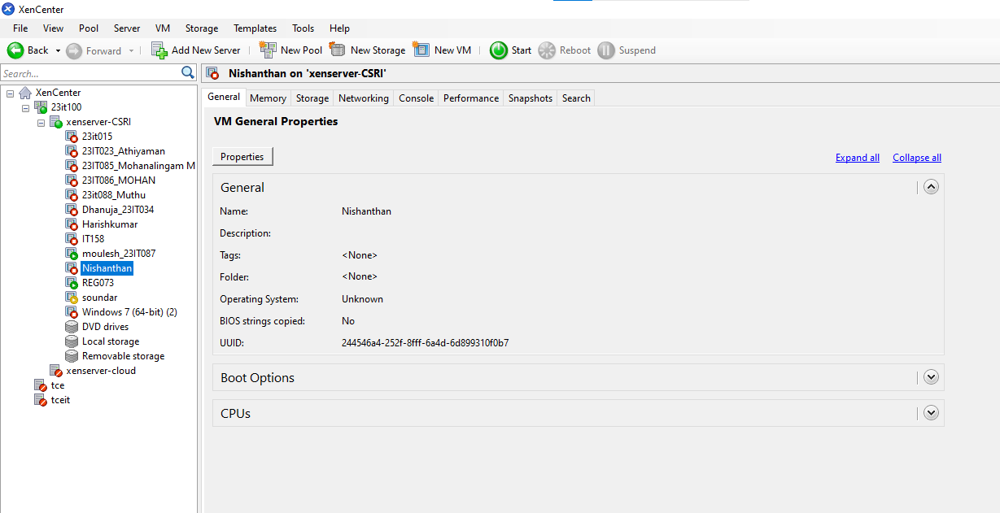 XenCenter
File View Pool Server VM Storage Templates Tools Help
Back Forward Add New Server New Pool New Storage New VM Start Reboot Suspend
Search...
XenCenter
23it100
xenserver-CSRI
23it015
23IT023_Athiyaman
23IT085_Mohanalingam M
23IT086_MOHAN
23it088_Muthu
Dhanuja_23IT034
Harishkumar
IT158
moulesh_23IT087
Nishanthan
REG073
soundar
Windows 7 (64-bit) (2)
DVD drives
Local storage
Removable storage
xenserver-cloud
tce
tceit
Nishanthan on 'xenserver-CSRI'
General Memory Storage Networking Console Performance Snapshots Search
VM General Properties
Properties
Expand all Collapse all
General
Name: Nishanthan
Description:
Tags: <None>
Folder: <None>
Operating System: Unknown
BIOS strings copied: No
UUID: 244546a4-252f-8fff-6a4d-6d899310f0b7
Boot Options
CPUs